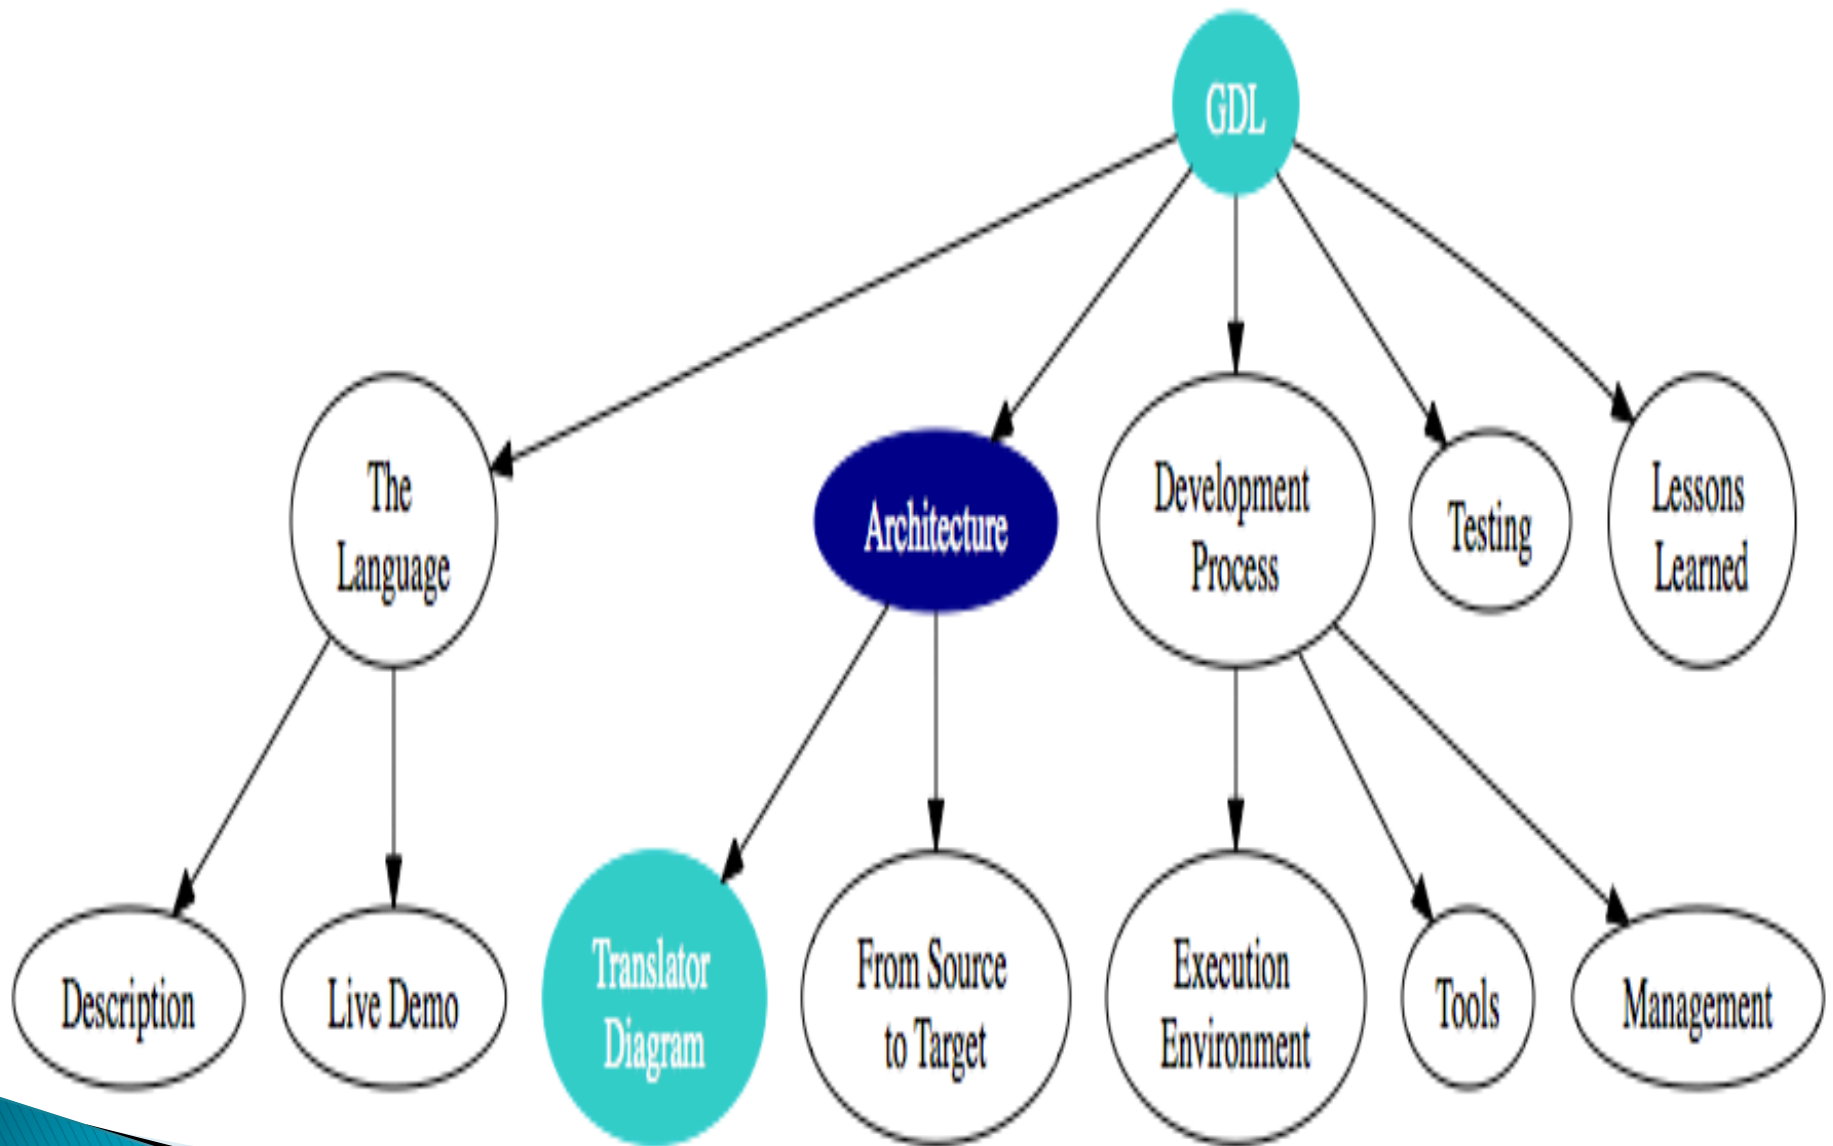 GDL
The
Language
Architecture
Development
Process
Testing
Lessons
Learned
Description
Live Demo
Translator
Diagram
From Source
to Target
Execution
Environment
Tools
Management